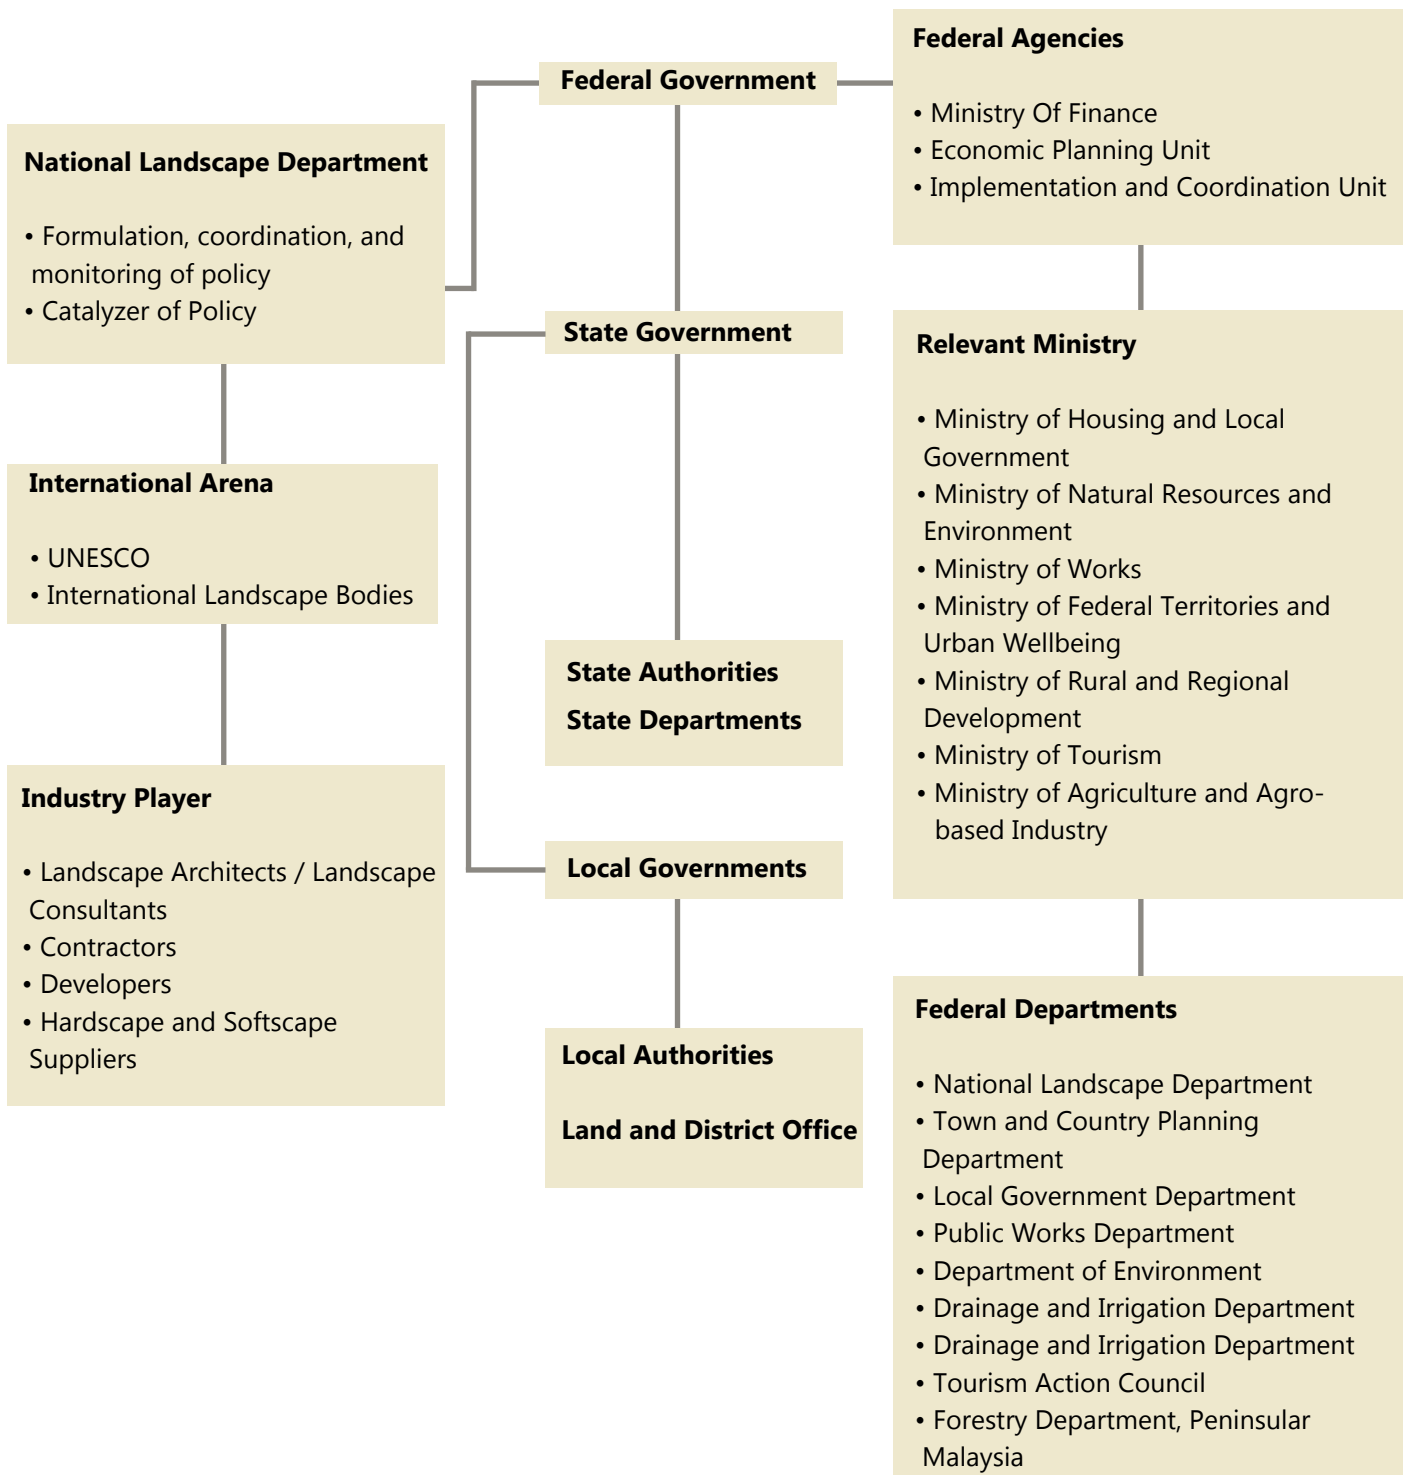 Federal Government
National Landscape Department
• Formulation, coordination, and
monitoring of policy
• Catalyzer of Policy
International Arena
• UNESCO
• International Landscape Bodies
Industry Player
• Landscape Architects / Landscape
Consultants
• Contractors
• Developers
• Hardscape and Softscape
Suppliers
State Government
State Authorities
State Departments
Local Governments
Local Authorities
Land and District Office
Federal Agencies
• Ministry Of Finance
• Economic Planning Unit
• Implementation and Coordination Unit
Relevant Ministry
• Ministry of Housing and Local
Government
• Ministry of Natural Resources and
Environment
• Ministry of Works
• Ministry of Federal Territories and
Urban Wellbeing
• Ministry of Rural and Regional
Development
• Ministry of Tourism
• Ministry of Agriculture and Agro-
based Industry
Federal Departments
• National Landscape Department
• Town and Country Planning
Department
• Local Government Department
• Public Works Department
• Department of Environment
• Drainage and Irrigation Department
• Drainage and Irrigation Department
• Tourism Action Council
• Forestry Department, Peninsular
Malaysia